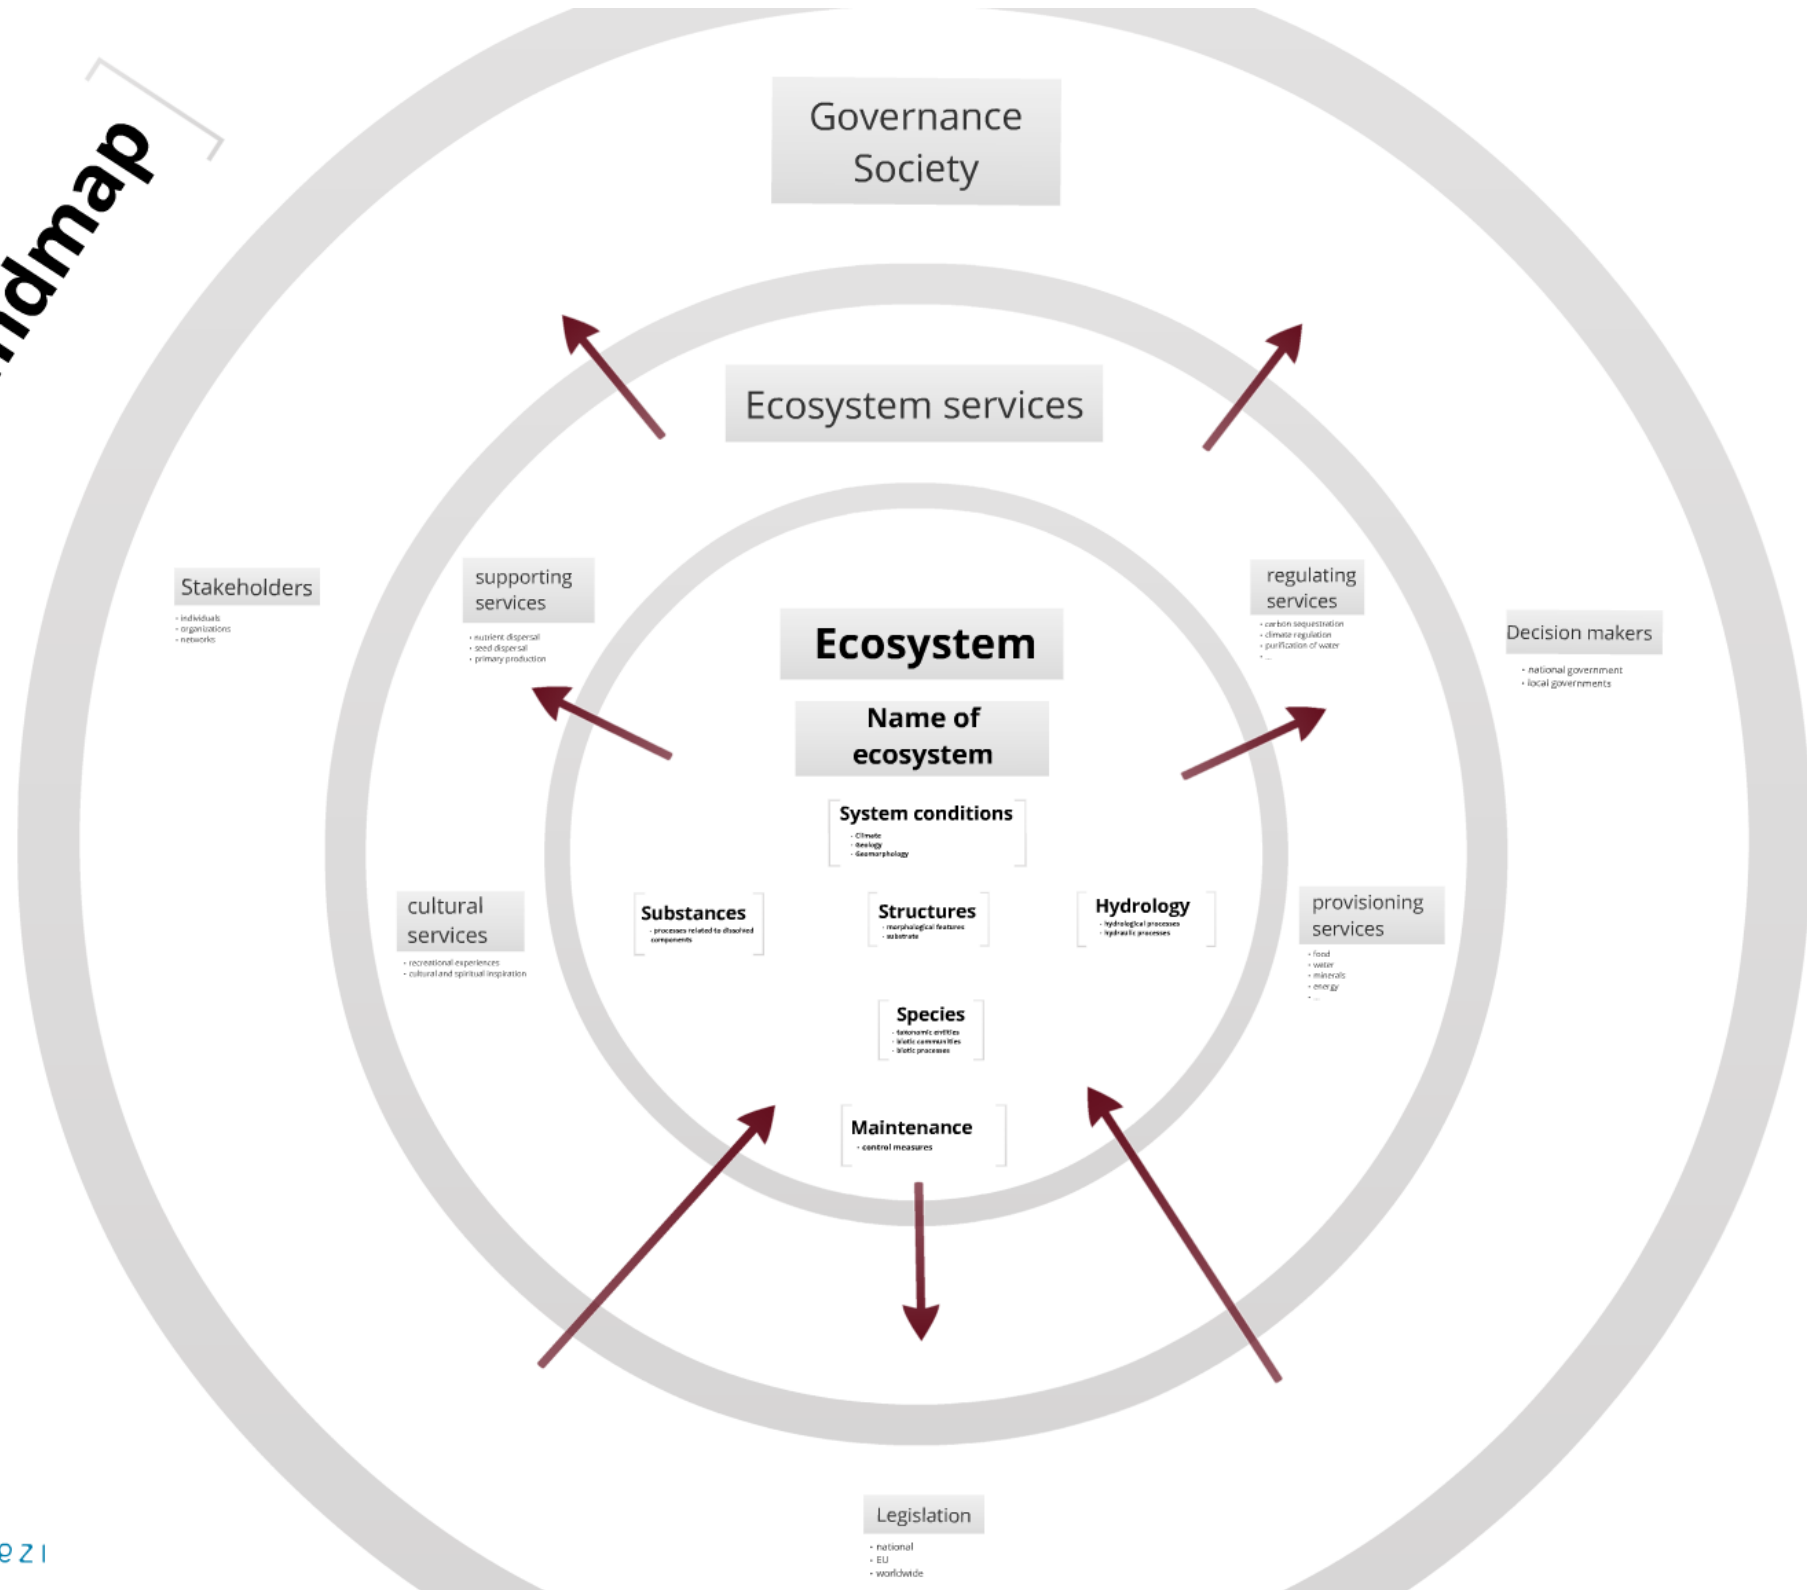 ndmap
Governance
Society
Ecosystem services
Stakeholders
- individuals
- organizations
- networks
supporting
services
- nutrient dispersal
- seed dispersal
- primary production
regulating
services
- carbon sequestration
- climate regulation
- purification of water
- ...
Decision makers
- national government
- local governments
Ecosystem
Name of
ecosystem
System conditions
- Climate
- Geology
- Geomorphology
cultural
services
- recreational experiences
- cultural and spiritual inspiration
Substances
- processes related to dissolved
components
Structures
- morphological features
- substrate
Hydrology
- hydrological processes
- hydraulic processes
provisioning
services
- food
- water
- minerals
- energy
- ...
Species
- taxonomic entities
- biotic communities
- biotic processes
Maintenance
- control measures
Legislation
- national
- EU
- worldwide
ezi